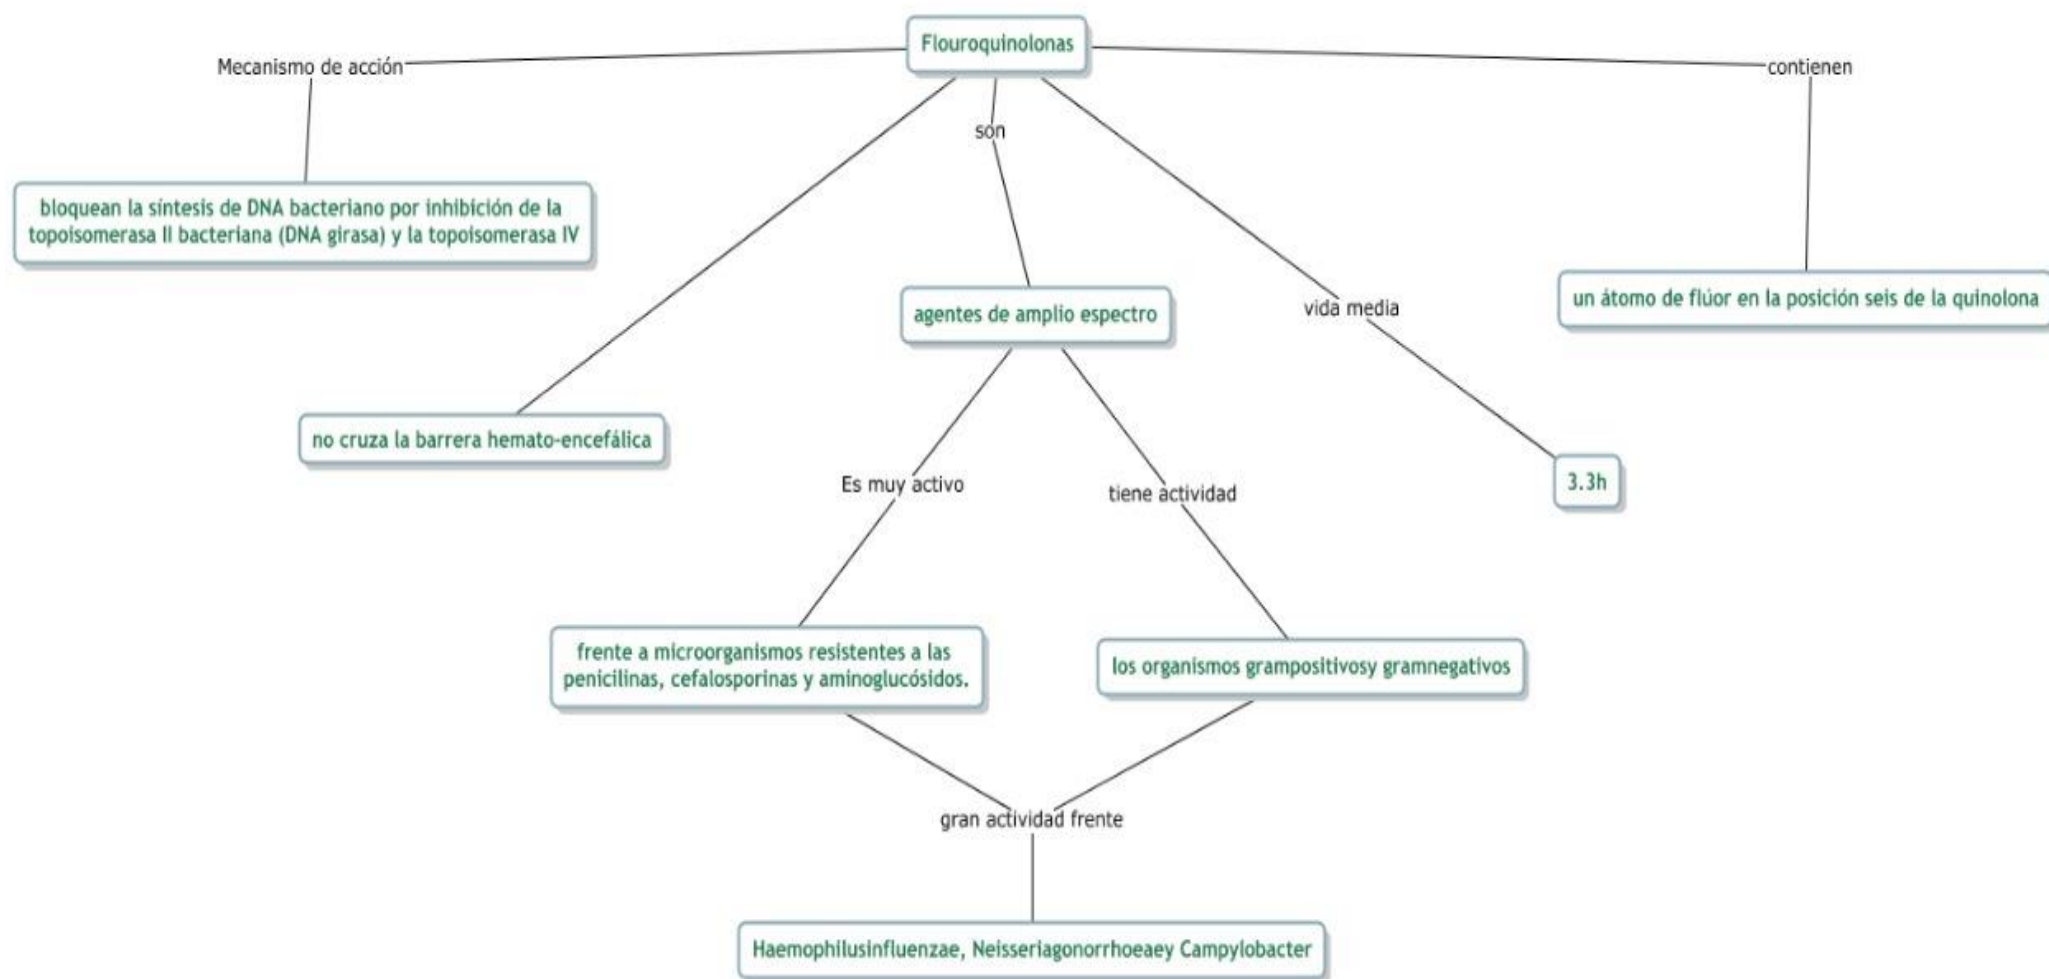 Flouroquinolonas
Mecanismo de acción
contienen
son
bloquean la síntesis de DNA bacteriano por inhibición de la
topoisomerasa II bacteriana (DNA girasa) y la topoisomerasa IV
un átomo de flúor en la posición seis de la quinolona
agentes de amplio espectro
vida media
no cruza la barrera hemato-encefálica
3.3h
Es muy activo
tiene actividad
frente a microorganismos resistentes a las
penicilinas, cefalosporinas y aminoglucósidos.
los organismos grampositivosy gramnegativos
gran actividad frente
Haemophilusinfluenzae, Neisseriagonorrhoeaey Campylobacter